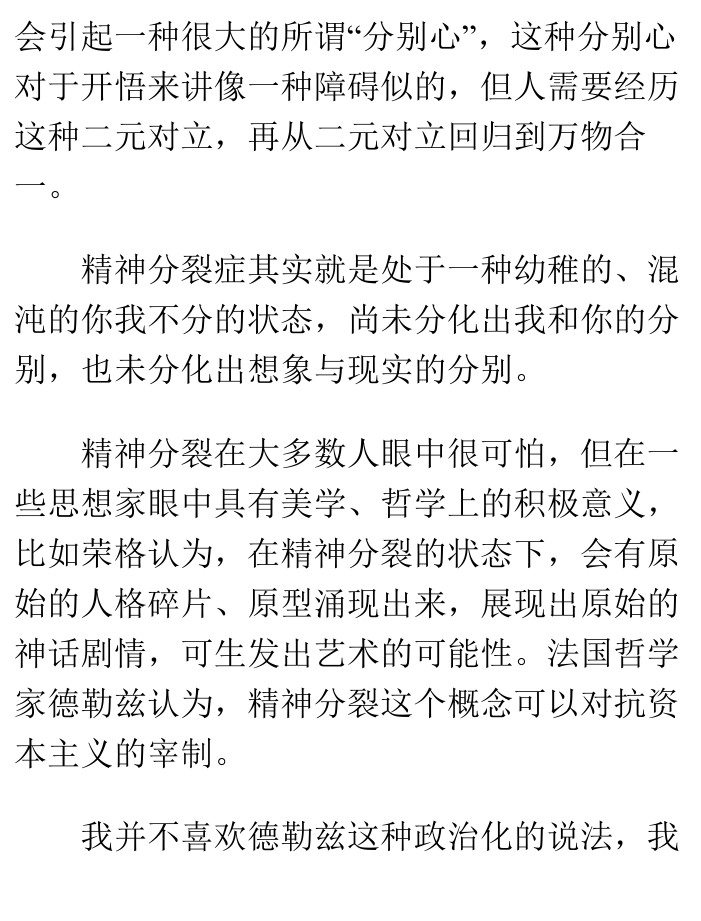 会引起一种很大的所谓“分别心”，这种分别心
对于开悟来讲像一种障碍似的，但人需要经历
这种二元对立，再从二元对立回归到万物合
一。
精神分裂症其实就是处于一种幼稚的、混
沌的你我不分的状态，尚未分化出我和你的分
别，也未分化出想象与现实的分别。
精神分裂在大多数人眼中很可怕，但在一
些思想家眼中具有美学、哲学上的积极意义，
比如荣格认为，在精神分裂的状态下，会有原
始的人格碎片、原型涌现出来，展现出原始的
神话剧情，可生发出艺术的可能性。法国哲学
家德勒兹认为，精神分裂这个概念可以对抗资
本主义的宰制。
我并不喜欢德勒兹这种政治化的说法，我